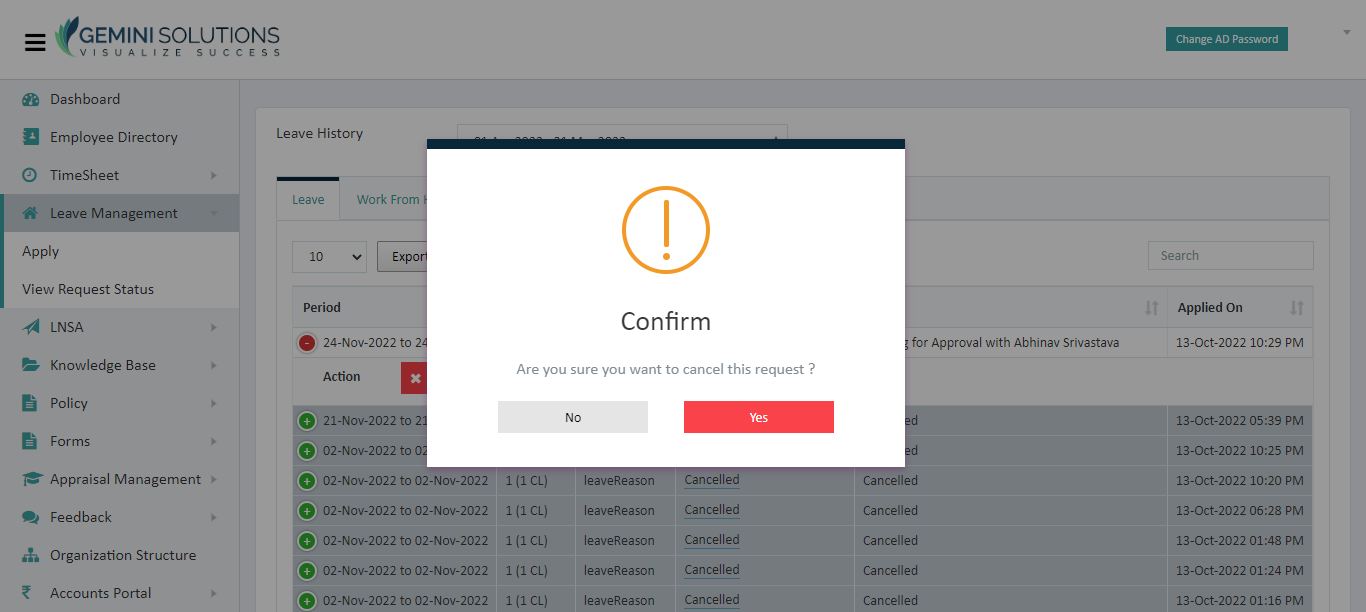 GEMINI SOLUTIONS
VISUALIZE SUCCESS
Change AD Password
Dashboard
Employee Directory
TimeSheet
Leave Management
Apply
View Request Status
LNSA
Knowledge Base
Policy
Forms
Appraisal Management
Feedback
Organization Structure
Accounts Portal
Leave History
Leave
Work From
10
Export
Search
Period
Applied On
24-Nov-2022 to 24
for Approval with Abhinav Srivastava
13-Oct-2022 10:29 PM
Action
21-Nov-2022 to 21
13-Oct-2022 05:39 PM
02-Nov-2022 to 02
13-Oct-2022 10:25 PM
02-Nov-2022 to 02-Nov-2022 1 (1 CL) leaveReason Cancelled Cancelled 13-Oct-2022 10:20 PM
02-Nov-2022 to 02-Nov-2022 1 (1 CL) leaveReason Cancelled Cancelled 13-Oct-2022 06:28 PM
02-Nov-2022 to 02-Nov-2022 1 (1 CL) leaveReason Cancelled Cancelled 13-Oct-2022 01:48 PM
02-Nov-2022 to 02-Nov-2022 1 (1 CL) leaveReason Cancelled Cancelled 13-Oct-2022 01:24 PM
02-Nov-2022 to 02-Nov-2022 1 (1 CL) leaveReason Cancelled Cancelled 13-Oct-2022 01:16 PM
Confirm
Are you sure you want to cancel this request ?
No
Yes